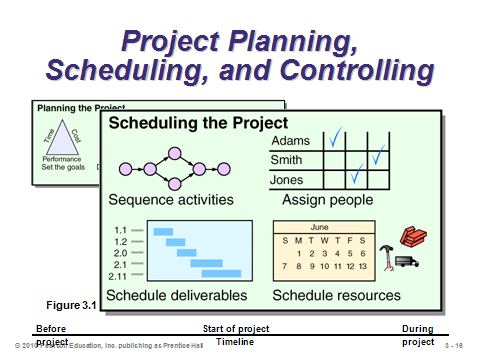 Project Planning,
Scheduling, and Controlling
Planning the Project
Time
Cost
Performance
Set the goals
Scheduling the Project
Adams
Smith
Jones
Sequence activities
Assign people
1.1
1.2
2.0
2.1
2.11
June
S M T W T F S
1 2 3 4 5 6
7 8 9 10 11 12 13
Schedule deliverables
Schedule resources
Figure 3.1
Before project
Start of project
Timeline
During project
© 2010 Pearson Education, Inc. publishing as Prentice Hall
3 - 16